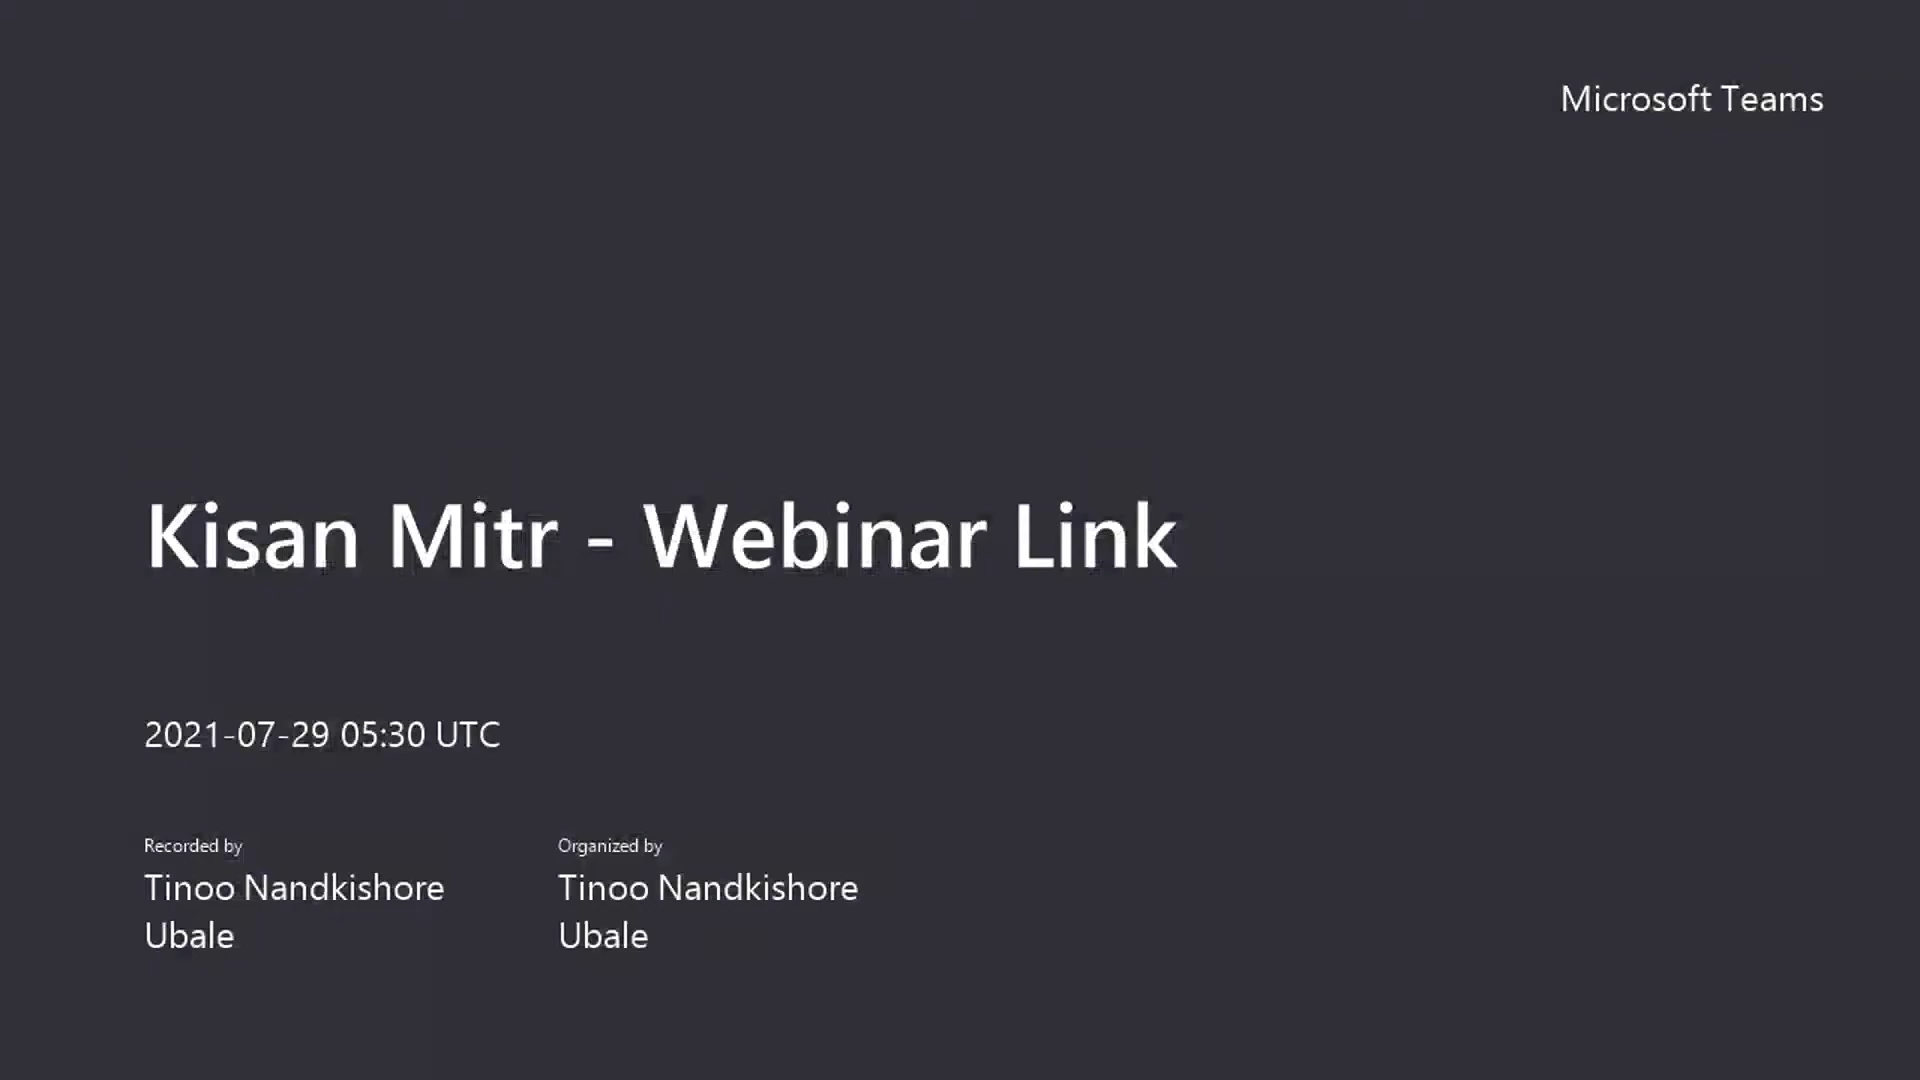 Microsoft Teams
Kisan Mitr - Webinar Link
2021-07-29 05:30 UTC
Recorded by
Tinoo Nandkishore
Ubale
Organized by
Tinoo Nandkishore
Ubale